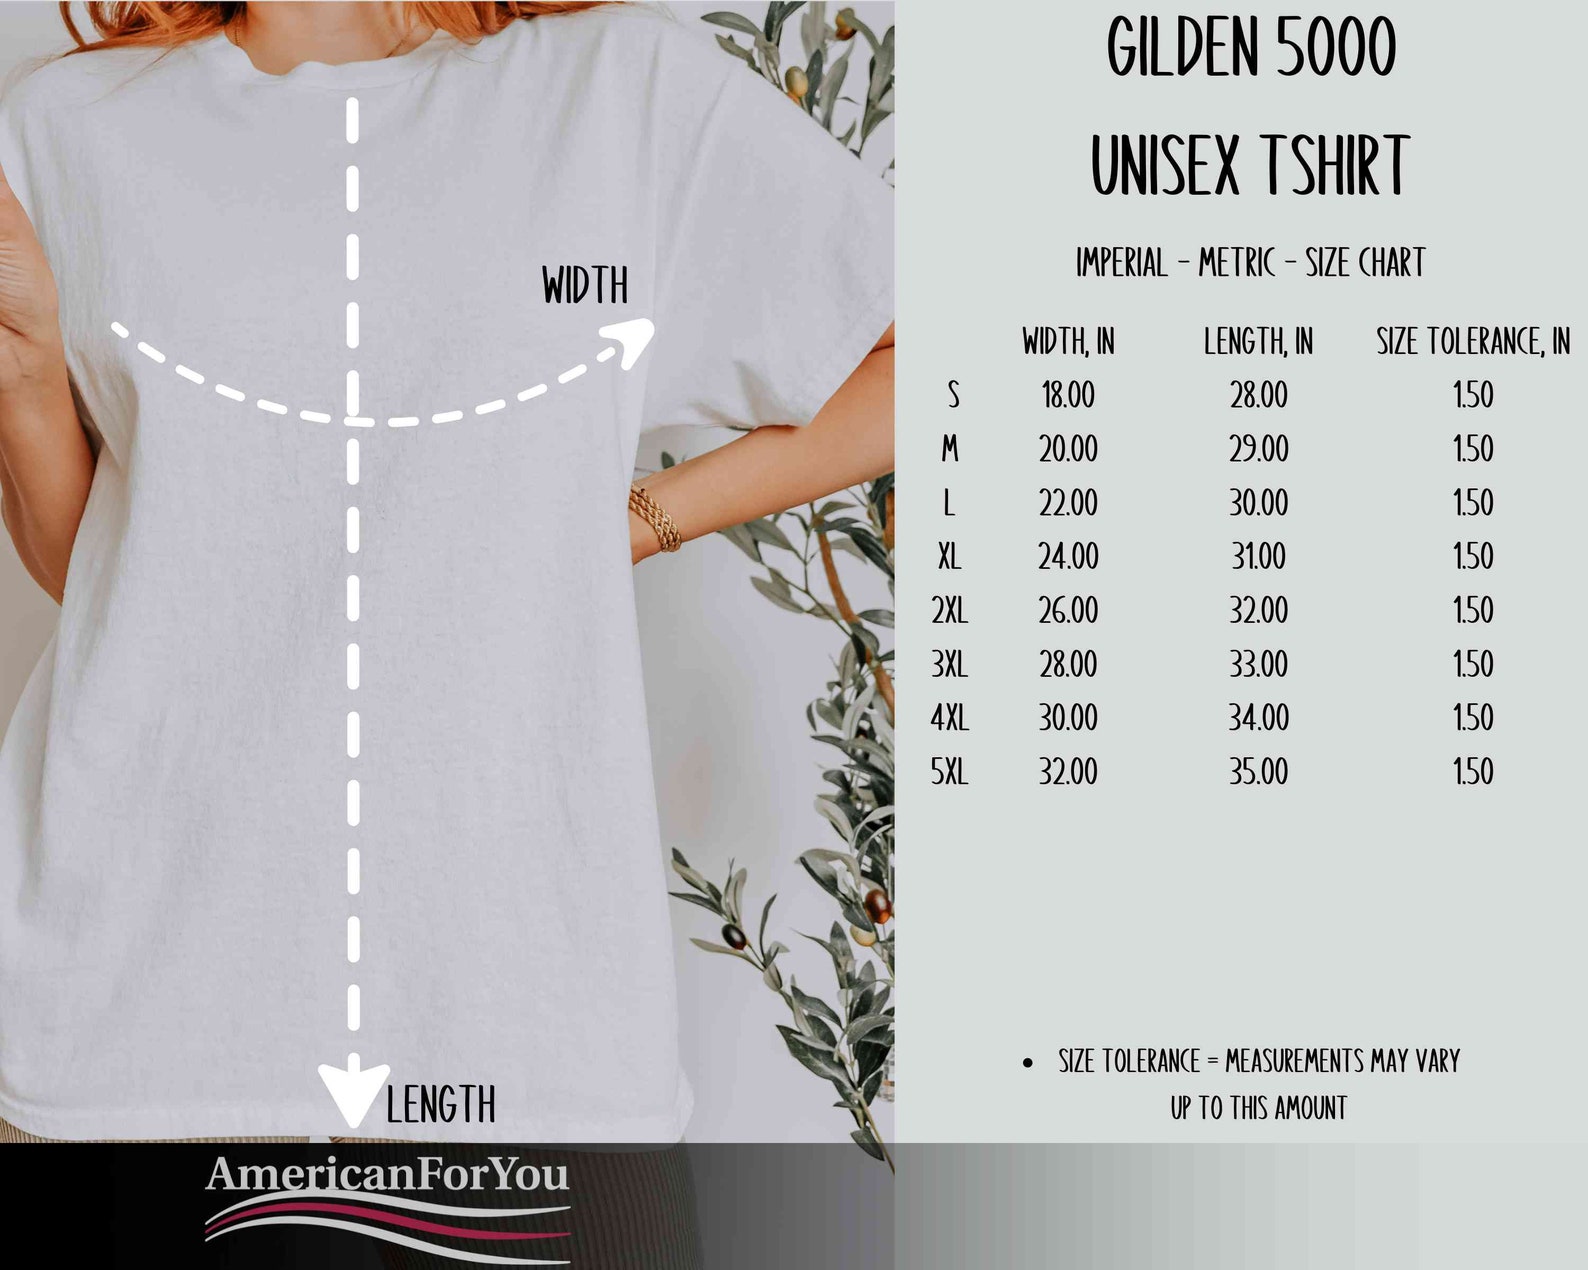 GILDEN 5000
UNISEX TSHIRT
IMPERIAL - METRIC - SIZE CHART
WIDTH, IN LENGTH, IN SIZE TOLERANCE, IN
S 18.00 28.00 1.50
M 20.00 29.00 1.50
L 22.00 30.00 1.50
XL 24.00 31.00 1.50
2XL 26.00 32.00 1.50
3XL 28.00 33.00 1.50
4XL 30.00 34.00 1.50
5XL 32.00 35.00 1.50
• SIZE TOLERANCE = MEASUREMENTS MAY VARY
UP TO THIS AMOUNT
WIDTH
LENGTH
AmericanForYou